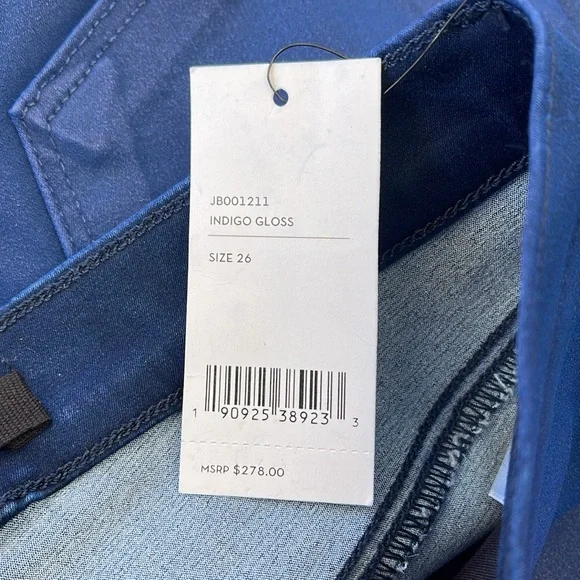 JB001211
INDIGO GLOSS
SIZE 26
1 90925 38923 3
MSRP $278.00